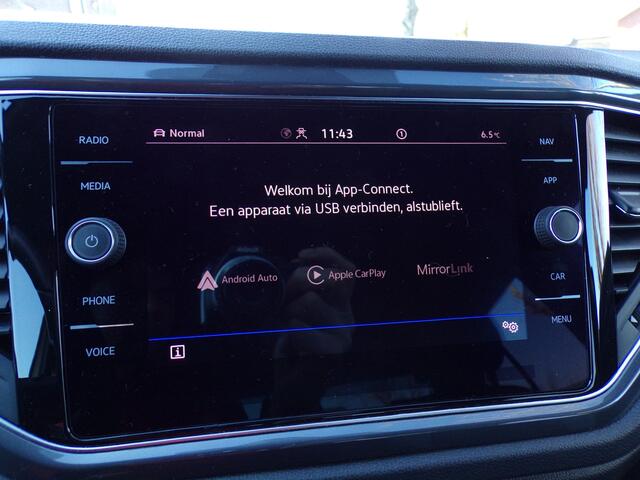 RADIO
MEDIA
PHONE
VOICE
Normal
11:43
1
6.5°C
Welkom bij App-Connect.
Een apparaat via USB verbinden, alstublieft.
Android Auto
Apple CarPlay
MirrorLink
i
NAV
APP
CAR
MENU